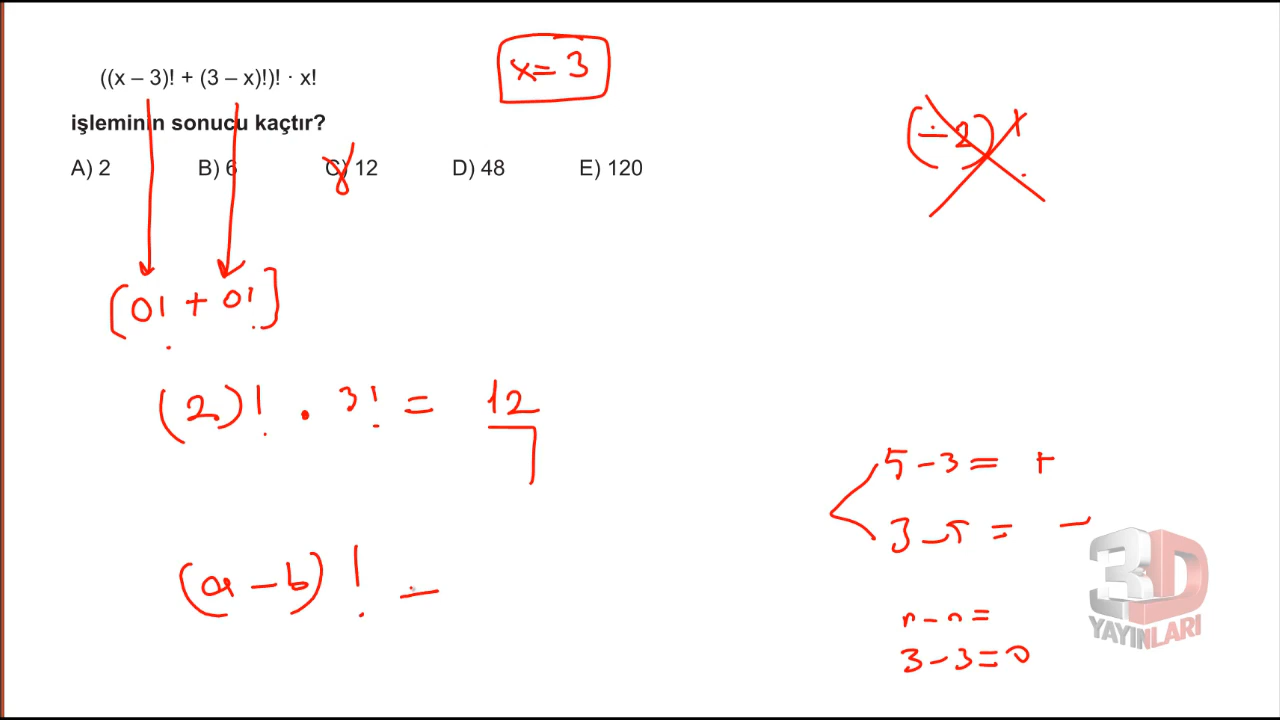 ((x – 3)! + (3 – x)!)! · x!
x = 3
işleminin sonucu kaçtır?
(-2)!
A) 2 B) 6 C) 12 D) 48 E) 120
[0! + 0!]
(2)! . 3! = 12
5 - 3 = +
3 - 5 = -
(a - b)! -
n - n =
3 - 3 = 0
3D
YAYINLARI